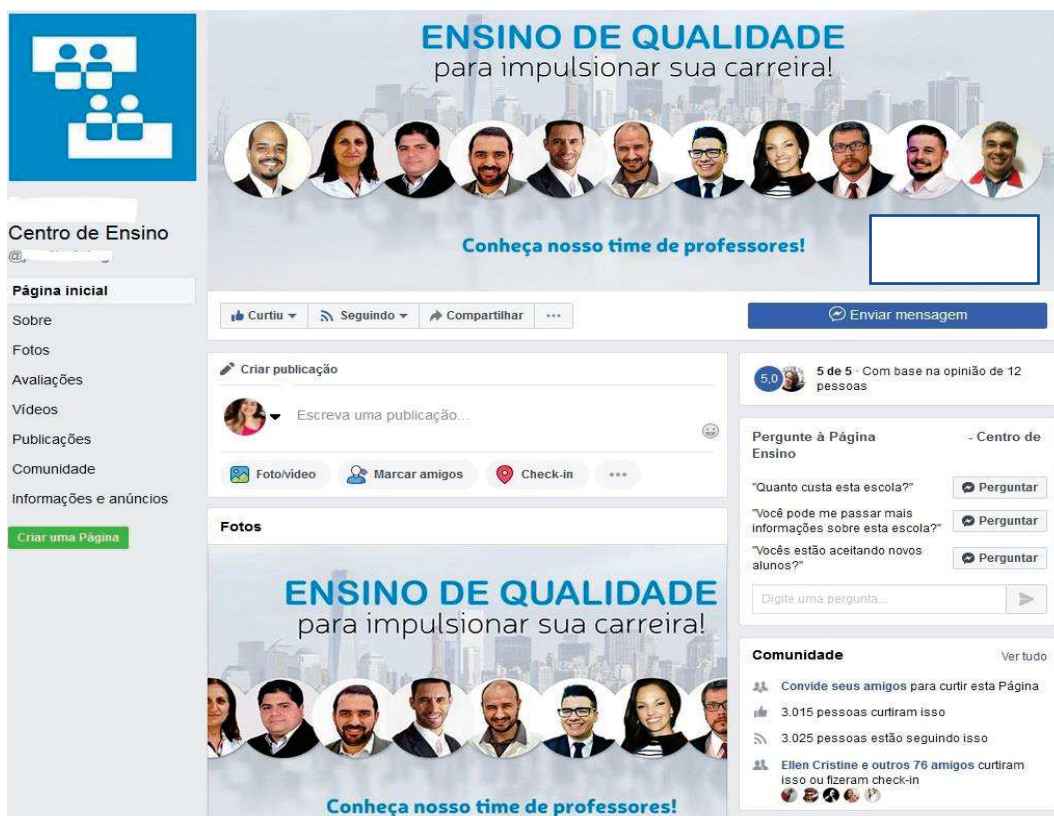 ENSINO DE QUALIDADE
para impulsionar sua carreira!
Conheça nosso time de professores!
Centro de Ensino
@
Página inicial
Sobre
Fotos
Avaliações
Vídeos
Publicações
Comunidade
Informações e anúncios
Criar uma Página
Curtiu
Seguindo
Compartilhar
Enviar mensagem
Criar publicação
Escreva uma publicação...
Foto/vídeo
Marcar amigos
Check-in
Fotos
ENSINO DE QUALIDADE
para impulsionar sua carreira!
Conheça nosso time de professores!
5,0
5 de 5 · Com base na opinião de 12
pessoas
Pergunte à Página - Centro de
Ensino
"Quanto custa esta escola?" Perguntar
"Você pode me passar mais
informações sobre esta escola?" Perguntar
"Vocês estão aceitando novos
alunos?" Perguntar
Digite uma pergunta...
Comunidade Ver tudo
Convide seus amigos para curtir esta Página
3.015 pessoas curtiram isso
3.025 pessoas estão seguindo isso
Ellen Cristine e outros 76 amigos curtiram
isso ou fizeram check-in